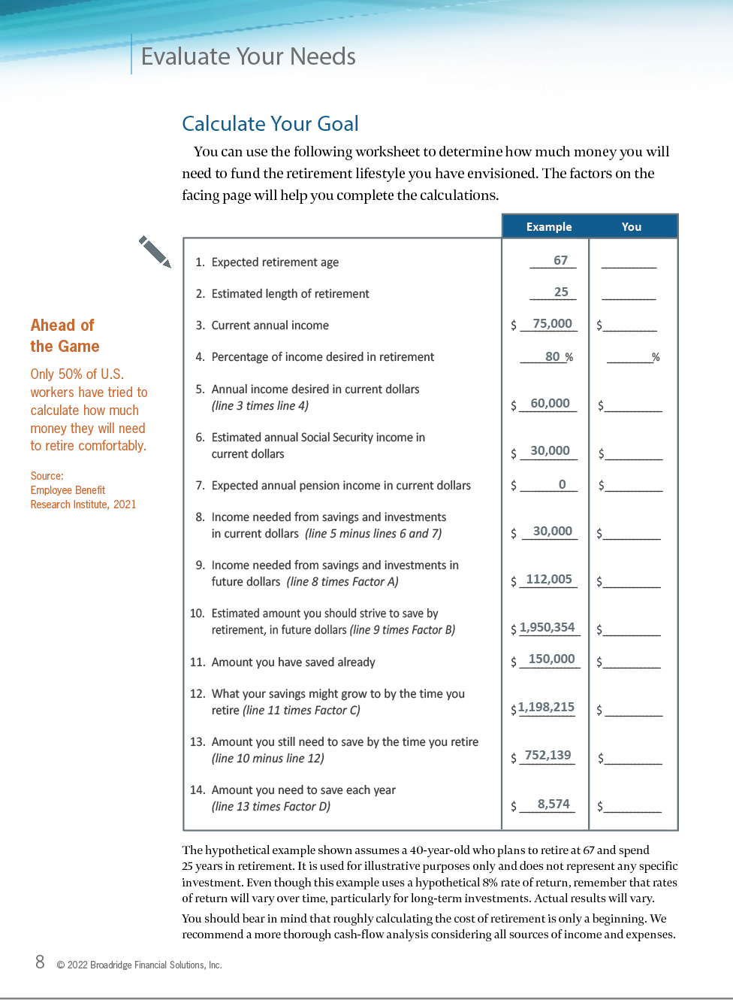 Evaluate Your Needs
Calculate Your Goal
You can use the following worksheet to determine how much money you will
need to fund the retirement lifestyle you have envisioned. The factors on the
facing page will help you complete the calculations.
Example You
1. Expected retirement age 67
2. Estimated length of retirement 25
3. Current annual income $ 75,000 $
4. Percentage of income desired in retirement 80 % %
5. Annual income desired in current dollars
(line 3 times line 4) $ 60,000 $
6. Estimated annual Social Security income in
current dollars $ 30,000 $
7. Expected annual pension income in current dollars $ 0 $
8. Income needed from savings and investments
in current dollars (line 5 minus lines 6 and 7) $ 30,000 $
9. Income needed from savings and investments in
future dollars (line 8 times Factor A) $ 112,005 $
10. Estimated amount you should strive to save by
retirement, in future dollars (line 9 times Factor B) $ 1,950,354 $
11. Amount you have saved already $ 150,000 $
12. What your savings might grow to by the time you
retire (line 11 times Factor C) $ 1,198,215 $
13. Amount you still need to save by the time you retire
(line 10 minus line 12) $ 752,139 $
14. Amount you need to save each year
(line 13 times Factor D) $ 8,574 $
Ahead of
the Game
Only 50% of U.S.
workers have tried to
calculate how much
money they will need
to retire comfortably.
Source:
Employee Benefit
Research Institute, 2021
The hypothetical example shown assumes a 40-year-old who plans to retire at 67 and spend
25 years in retirement. It is used for illustrative purposes only and does not represent any specific
investment. Even though this example uses a hypothetical 8% rate of return, remember that rates
of return will vary over time, particularly for long-term investments. Actual results will vary.
You should bear in mind that roughly calculating the cost of retirement is only a beginning. We
recommend a more thorough cash-flow analysis considering all sources of income and expenses.
8 © 2022 Broadridge Financial Solutions, Inc.